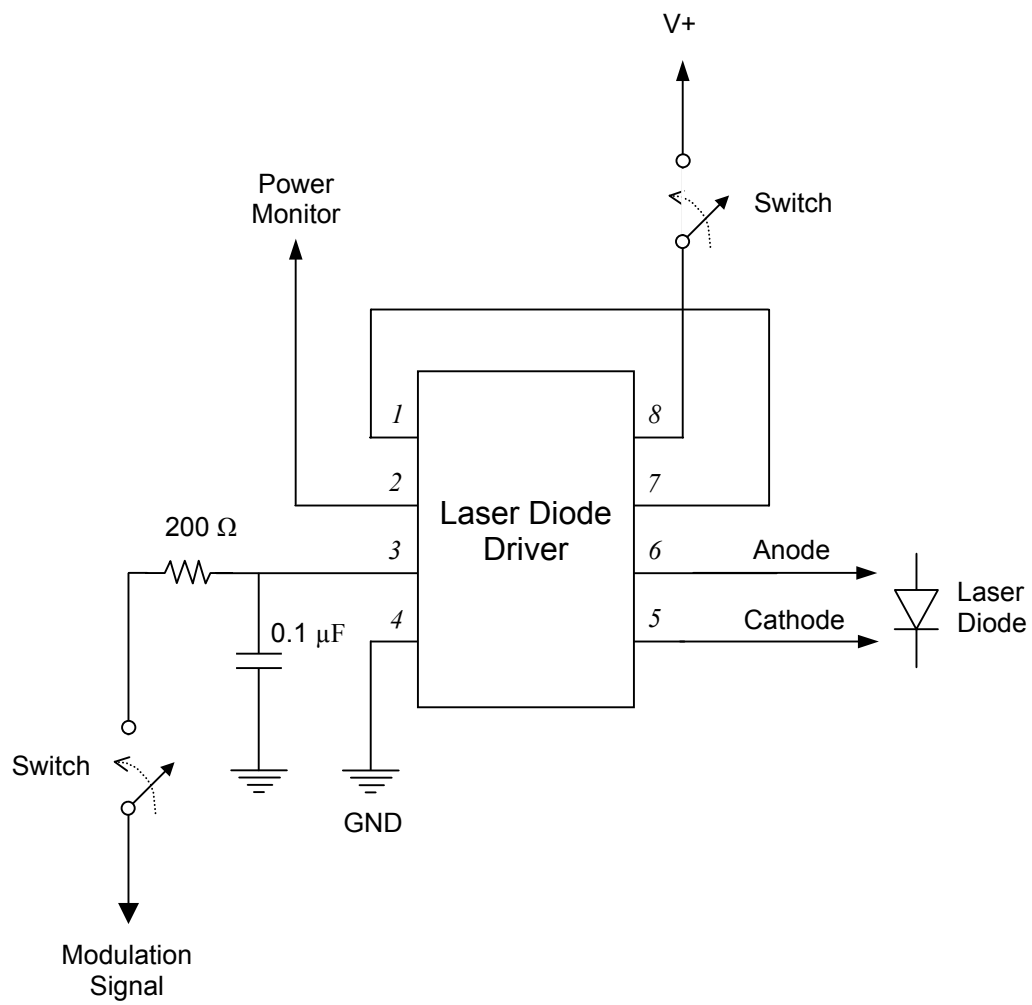 V+
Power
Monitor
Switch
1
8
2
7
Laser Diode
Driver
200 Ω
3
6
Anode
Laser
Diode
4
5
Cathode
0.1 µF
Switch
GND
Modulation
Signal